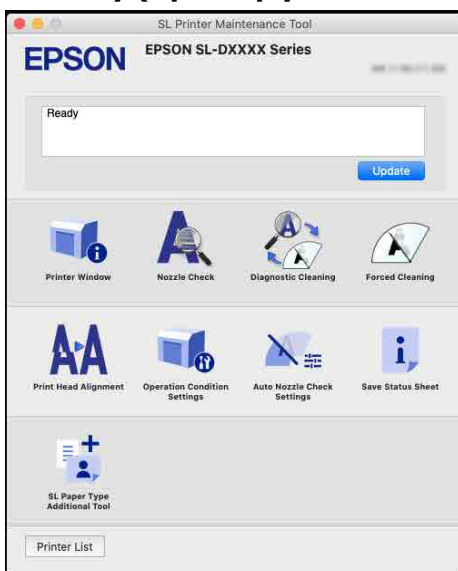 SL Printer Maintenance Tool
EPSON
EPSON SL-DXXXX Series
Ready
Update
Printer Window
Nozzle Check
Diagnostic Cleaning
Forced Cleaning
Print Head Alignment
Operation Condition
Settings
Auto Nozzle Check
Settings
Save Status Sheet
SL Paper Type
Additional Tool
Printer List